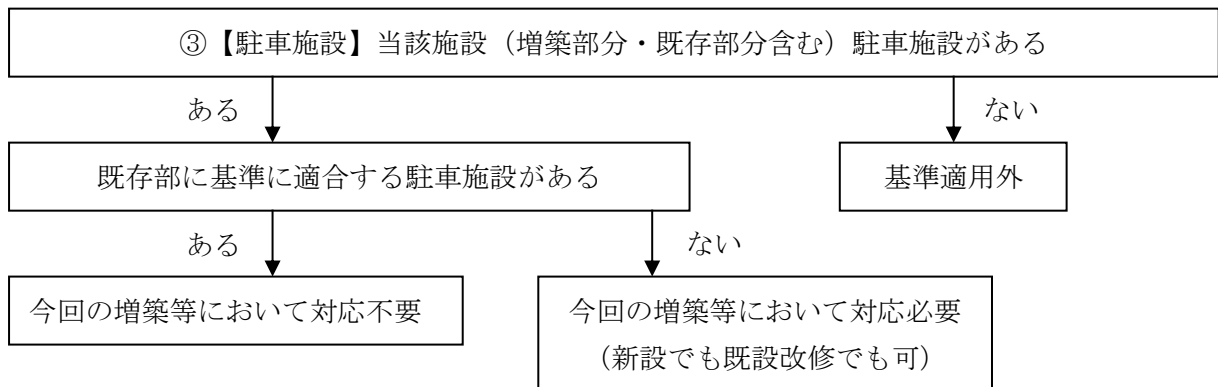 ③【駐車施設】当該施設（増築部分・既存部分含む）駐車施設がある
ある
ない
既存部に基準に適合する駐車施設がある
基準適用外
ある
ない
今回の増築等において対応不要
今回の増築等において対応必要
（新設でも既設改修でも可）